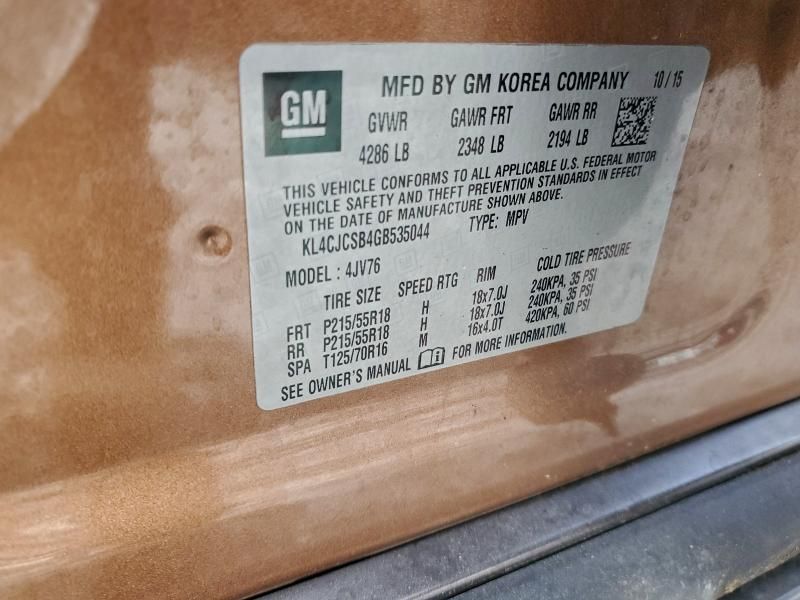 GM
MFD BY GM KOREA COMPANY 10/15
GVWR GAWR FRT GAWR RR
4286 LB 2348 LB 2194 LB
THIS VEHICLE CONFORMS TO ALL APPLICABLE U.S. FEDERAL MOTOR
VEHICLE SAFETY AND THEFT PREVENTION STANDARDS IN EFFECT
ON THE DATE OF MANUFACTURE SHOWN ABOVE.
KL4CJCSB4GB535044 TYPE: MPV
MODEL : 4JV76
TIRE SIZE SPEED RTG RIM COLD TIRE PRESSURE
FRT P215/55R18 H 18x7.0J 240KPA, 35 PSI
RR P215/55R18 H 18x7.0J 240KPA, 35 PSI
SPA T125/70R16 M 16x4.0T 420KPA, 60 PSI
SEE OWNER'S MANUAL FOR MORE INFORMATION.